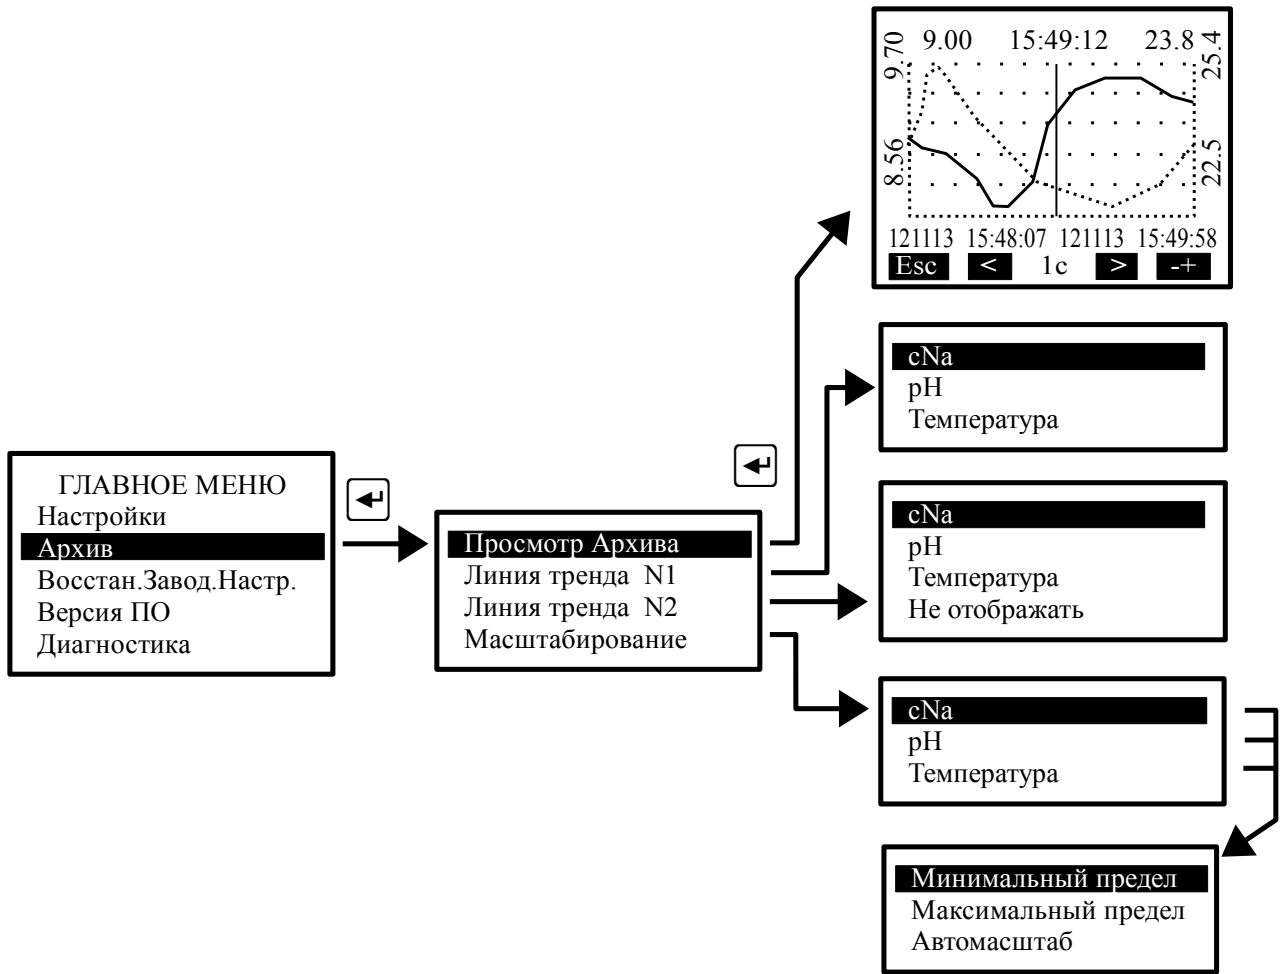 9.00 15:49:12 23.8
9.70
25.4
8.56
22.5
121113 15:48:07 121113 15:49:58
Esc < 1с > -+
cNa
pH
Температура
ГЛАВНОЕ МЕНЮ
Настройки
Архив
Восстан.Завод.Настр.
Версия ПО
Диагностика
Просмотр Архива
Линия тренда N1
Линия тренда N2
Масштабирование
cNa
pH
Температура
Не отображать
cNa
pH
Температура
Минимальный предел
Максимальный предел
Автомасштаб